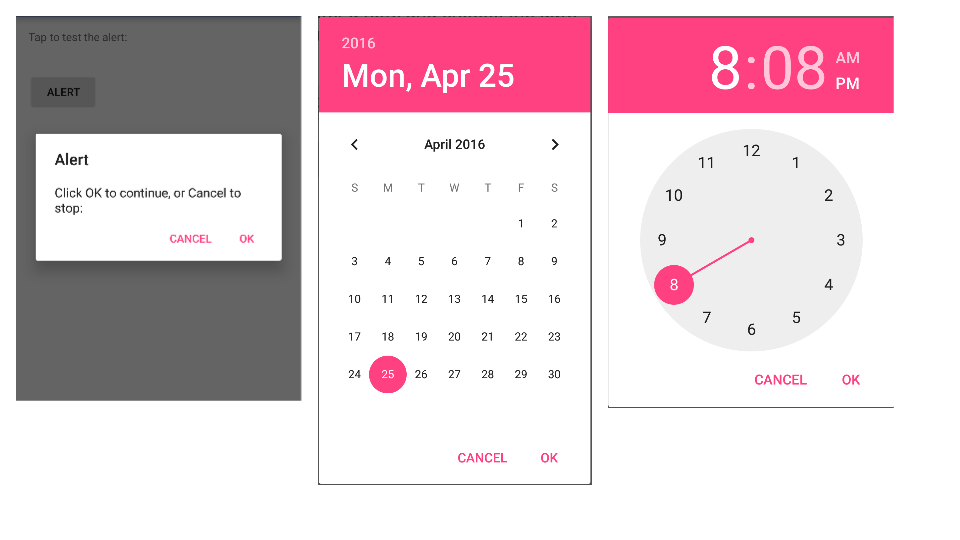 Tap to test the alert:
ALERT
Alert
Click OK to continue, or Cancel to
stop:
CANCEL OK
2016
Mon, Apr 25
April 2016
S M T W T F S
1 2
3 4 5 6 7 8 9
10 11 12 13 14 15 16
17 18 19 20 21 22 23
24 25 26 27 28 29 30
CANCEL OK
8:08 AM
PM
12
11 1
10 2
9 3
8 4
7 5
6
CANCEL OK